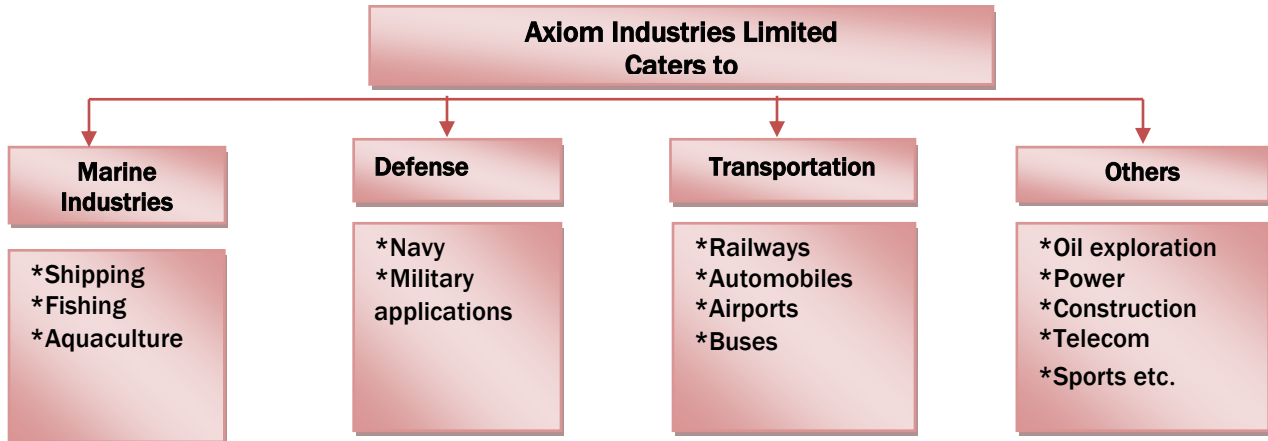 Axiom Industries Limited
Caters to
Marine
Industries
*Shipping
*Fishing
*Aquaculture
Defense
*Navy
*Military
applications
Transportation
*Railways
*Automobiles
*Airports
*Buses
Others
*Oil exploration
*Power
*Construction
*Telecom
*Sports etc.